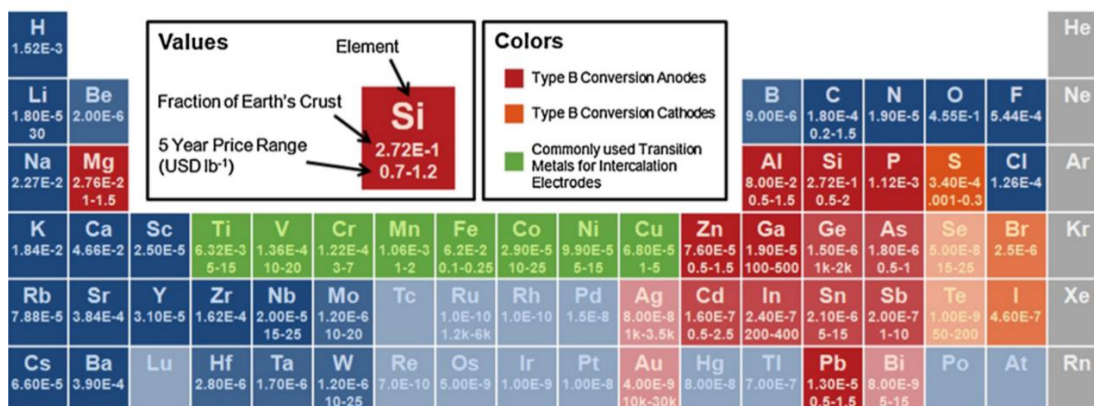 H
1.52E-3
He
Values
Element
Fraction of Earth's Crust
5 Year Price Range
(USD lb-1)
Si
2.72E-1
0.7-1.2
Colors
Type B Conversion Anodes
Type B Conversion Cathodes
Commonly used Transition
Metals for Intercalation
Electrodes
Li Be B C N O F Ne
1.80E-5 2.00E-6 9.00E-6 1.80E-4 1.90E-5 4.55E-1 5.44E-4
30 0.2-1.5
Na Mg Al Si P S Cl Ar
2.27E-2 2.76E-2 8.00E-2 2.72E-1 1.12E-3 3.40E-4 1.26E-4
1-1.5 0.5-1.5 0.5-2 .001-0.3
K Ca Sc Ti V Cr Mn Fe Co Ni Cu Zn Ga Ge As Se Br Kr
1.84E-2 4.66E-2 2.50E-5 6.32E-3 1.36E-4 1.22E-4 1.06E-3 6.2E-2 2.90E-5 9.90E-5 6.80E-5 7.60E-5 1.90E-5 1.50E-6 1.80E-6 5.00E-8 2.5E-6
5-15 10-20 3-7 1-2 0.1-0.25 10-25 5-15 1-5 0.5-1.5 100-500 1k-2k 0.5-1 15-25
Rb Sr Y Zr Nb Mo Tc Ru Rh Pd Ag Cd In Sn Sb Te I Xe
7.88E-5 3.84E-4 3.10E-5 1.62E-4 2.00E-5 1.20E-6 1.0E-10 1.0E-10 1.5E-8 8.00E-8 1.60E-7 2.40E-7 2.10E-6 2.00E-7 1.00E-9 4.60E-7
15-25 10-20 1.2k-6k 1k-3.5k 0.5-2.5 200-400 5-15 1-10 50-200
Cs Ba Lu Hf Ta W Re Os Ir Pt Au Hg Tl Pb Bi Po At Rn
6.60E-5 3.90E-4 2.80E-6 1.70E-6 1.20E-6 7.0E-10 5.00E-9 1.00E-9 1.00E-8 4.00E-9 8.00E-8 7.00E-7 1.30E-5 8.00E-9
10-25 10k-30k 0.5-1.5 5-15